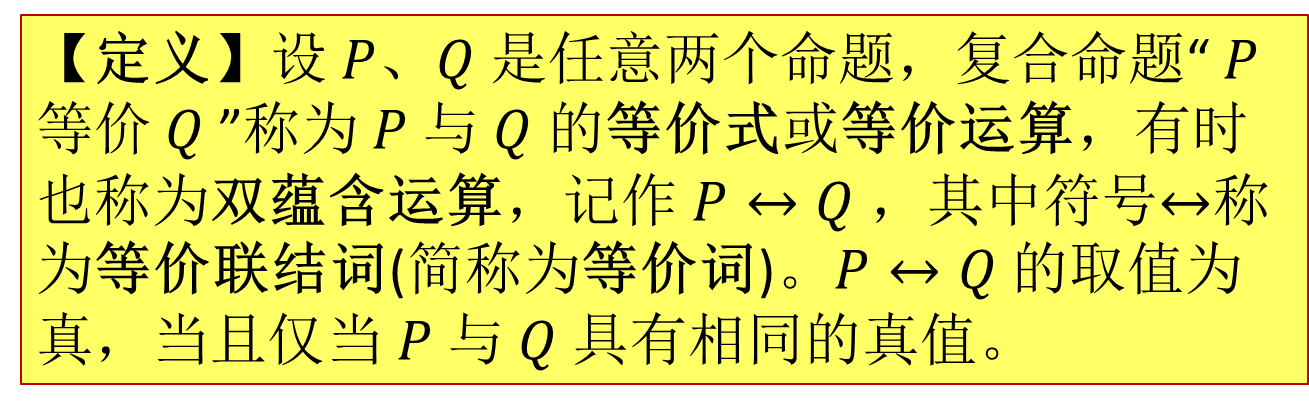 【定义】设 P、Q 是任意两个命题，复合命题“ P
等价 Q ”称为 P 与 Q 的等价式或等价运算，有时
也称为双蕴含运算，记作 P ↔ Q ，其中符号↔称
为等价联结词(简称为等价词)。P ↔ Q 的取值为
真，当且仅当 P 与 Q 具有相同的真值。